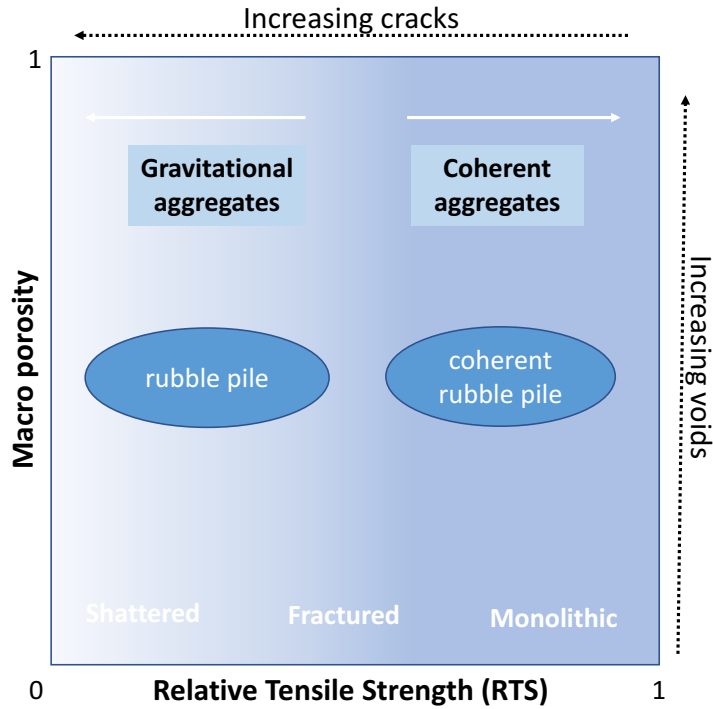 Increasing cracks
1
Gravitational
aggregates
Coherent
aggregates
Macro porosity
Increasing voids
rubble pile
coherent
rubble pile
Shattered
Fractured
Monolithic
0
Relative Tensile Strength (RTS)
1